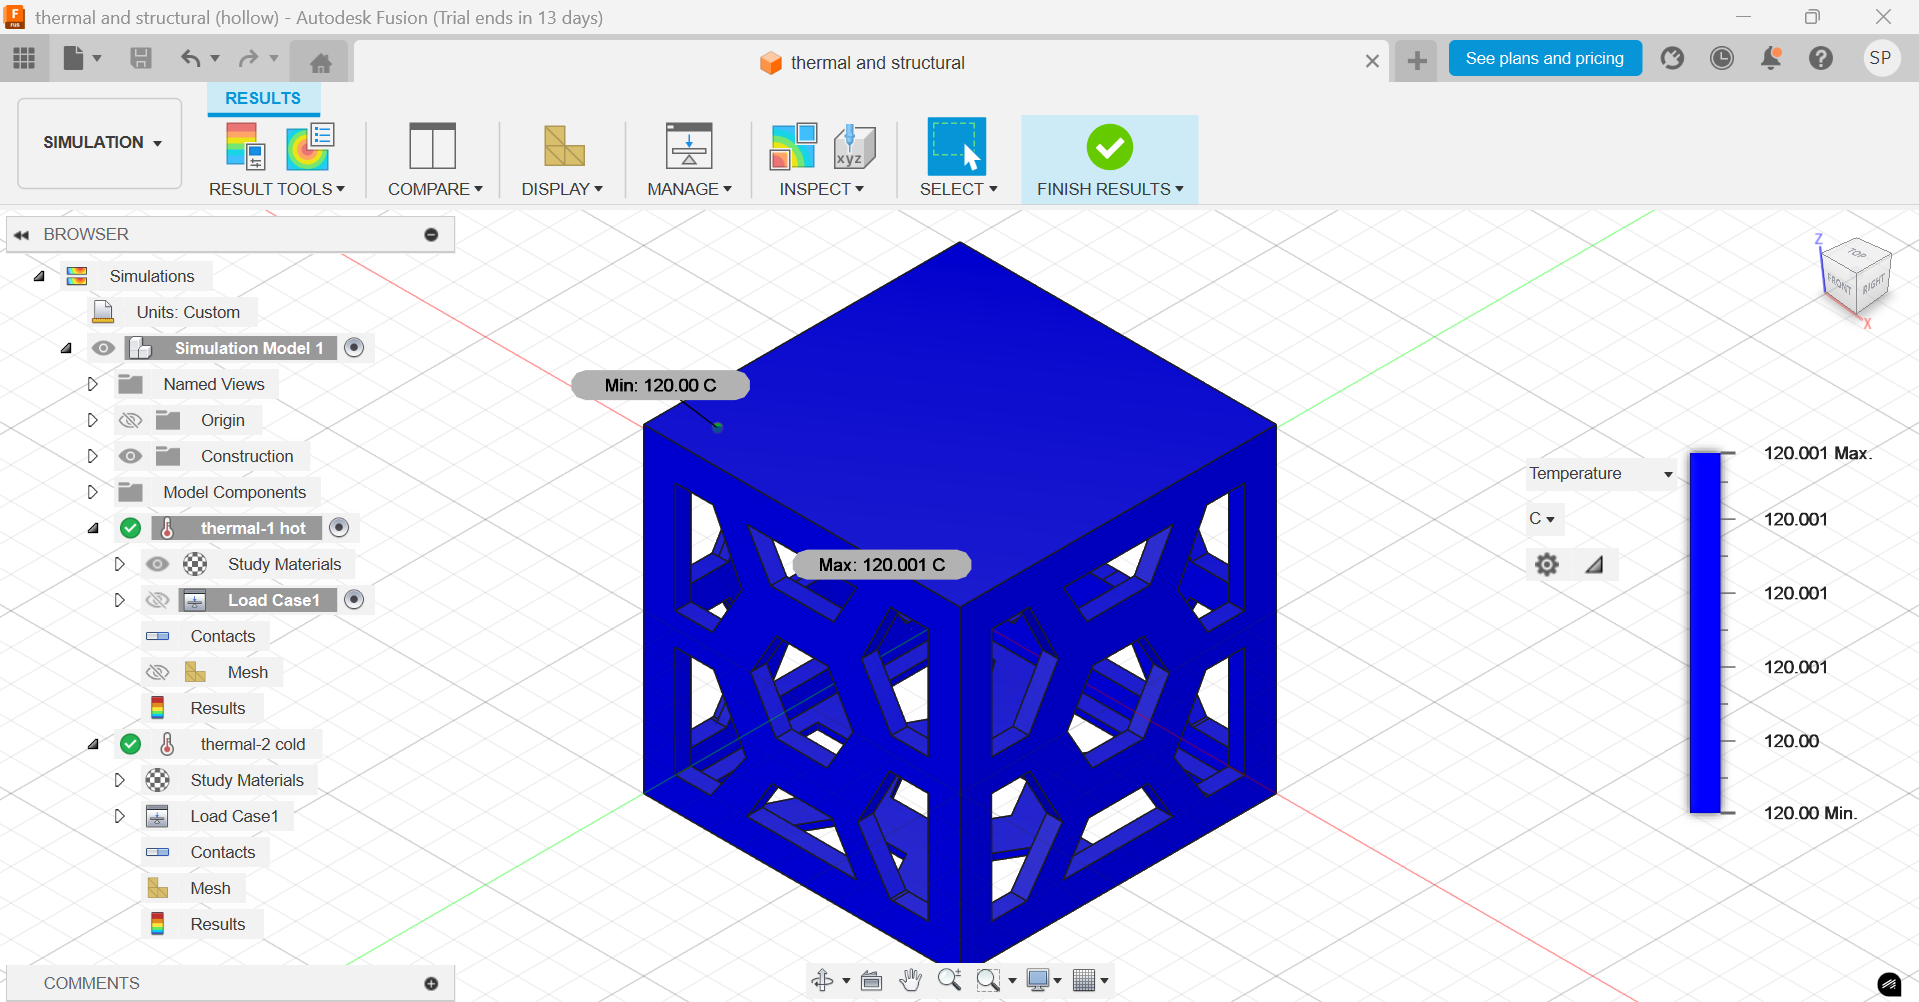 thermal and structural (hollow) - Autodesk Fusion (Trial ends in 13 days)
thermal and structural
See plans and pricing
SP
RESULTS
SIMULATION
RESULT TOOLS
COMPARE
DISPLAY
MANAGE
INSPECT
SELECT
FINISH RESULTS
xyz
BROWSER
Simulations
Units: Custom
Simulation Model 1
Named Views
Origin
Construction
Model Components
thermal-1 hot
Study Materials
Load Case1
Contacts
Mesh
Results
thermal-2 cold
Study Materials
Load Case1
Contacts
Mesh
Results
COMMENTS
Min: 120.00 C
Max: 120.001 C
Z
TOP
FRONT
RIGHT
X
Temperature
C
120.001 Max.
120.001
120.001
120.001
120.00
120.00 Min.